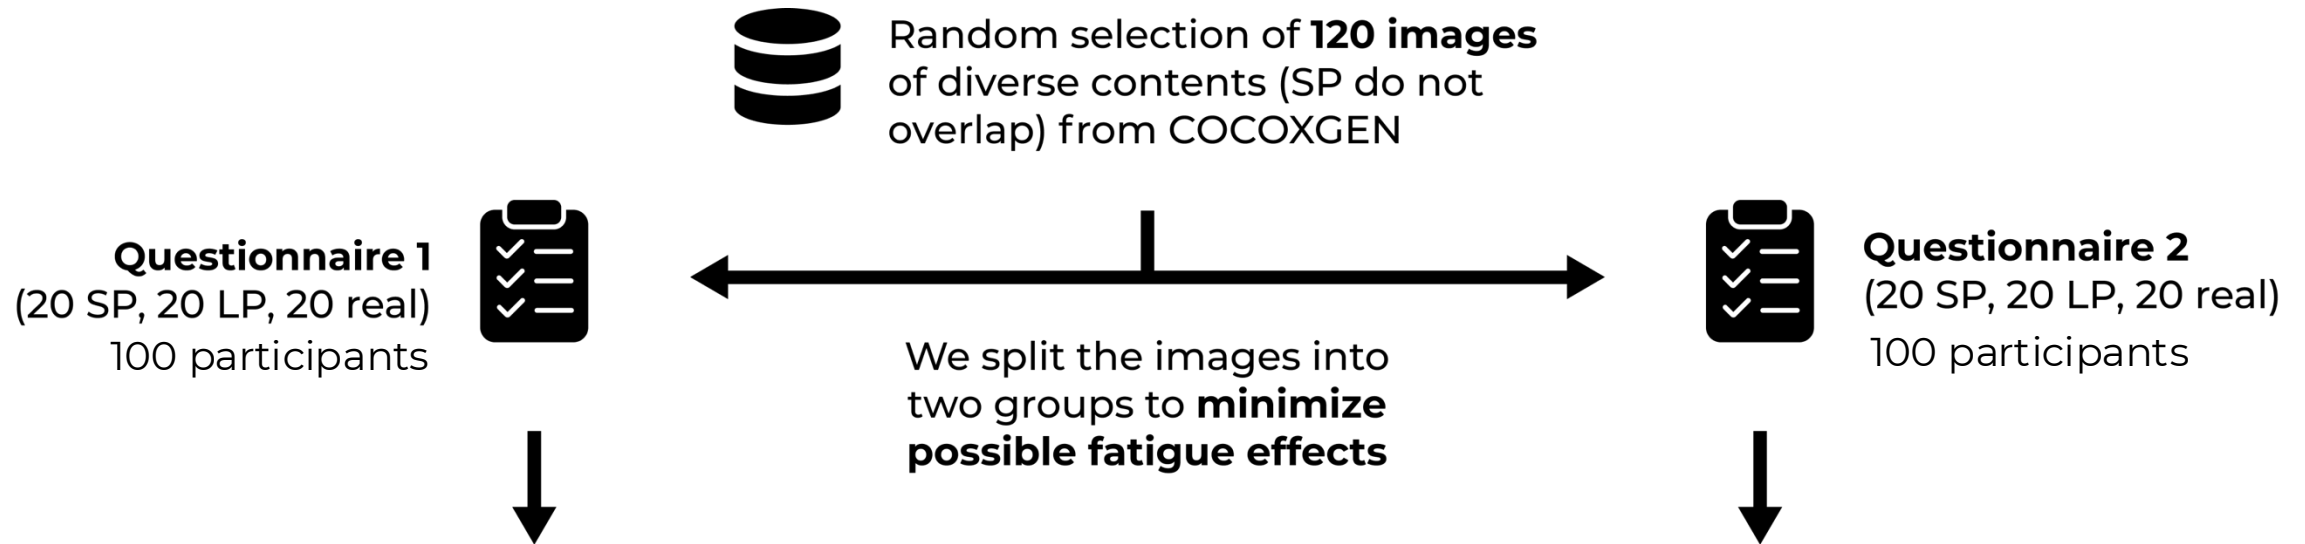 Random selection of 120 images
of diverse contents (SP do not
overlap) from COCOXGEN
Questionnaire 1
(20 SP, 20 LP, 20 real)
100 participants
We split the images into
two groups to minimize
possible fatigue effects
Questionnaire 2
(20 SP, 20 LP, 20 real)
100 participants